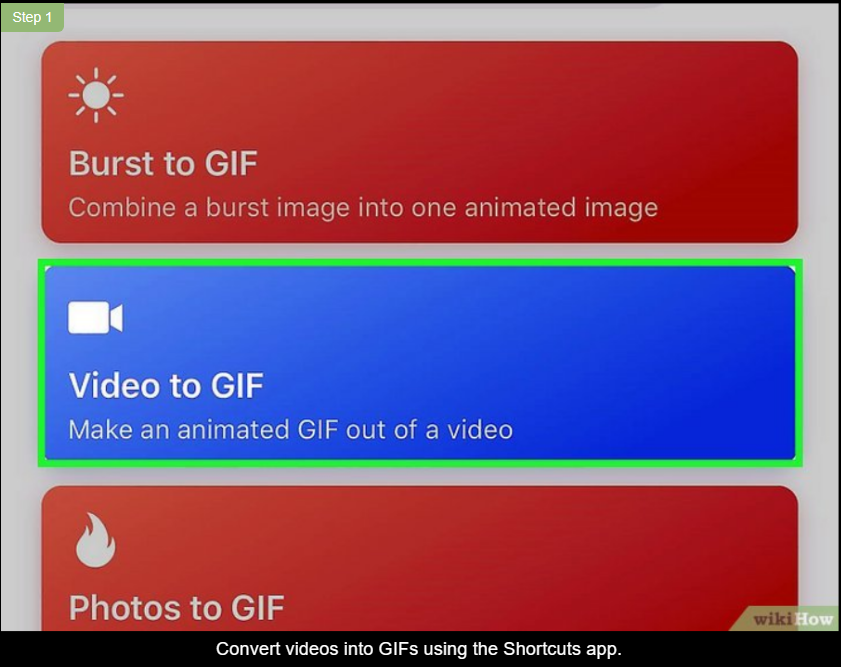 Step 1
Burst to GIF
Combine a burst image into one animated image
Video to GIF
Make an animated GIF out of a video
Photos to GIF
wikiHow
Convert videos into GIFs using the Shortcuts app.